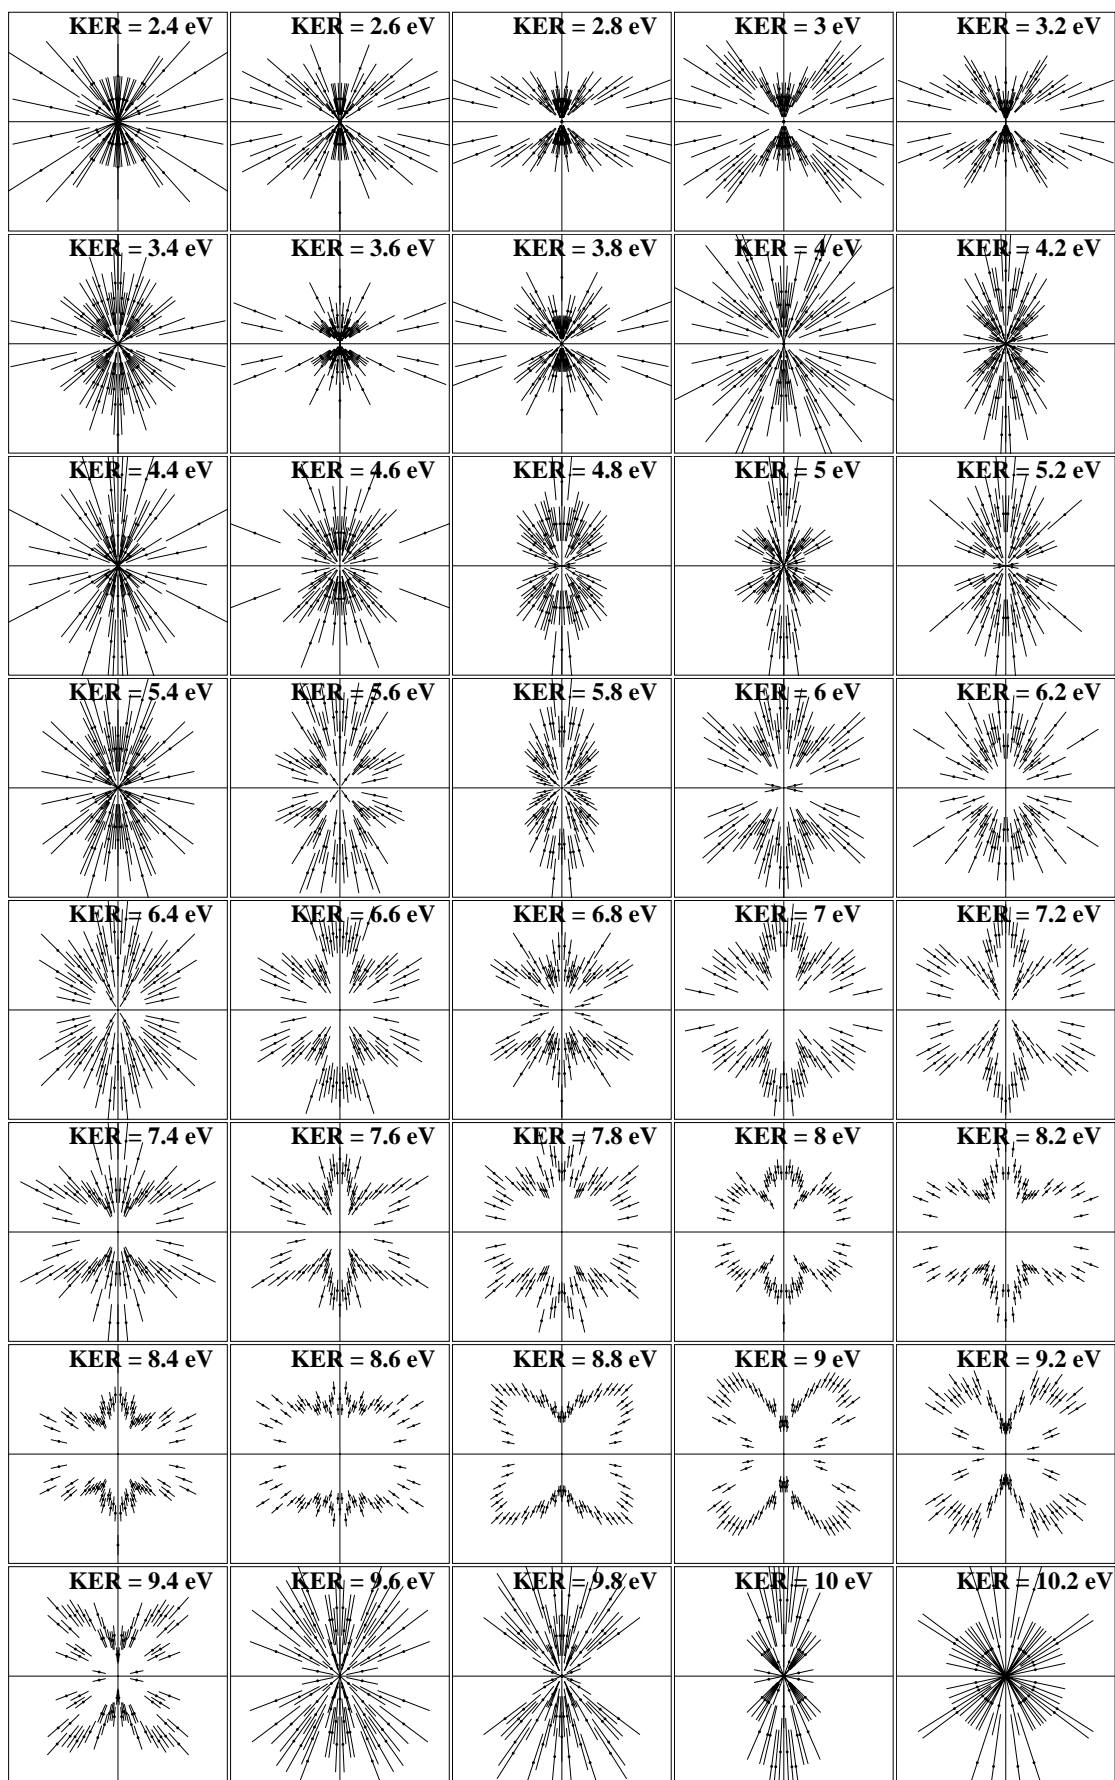 KER = 2.4 eV KER = 2.6 eV KER = 2.8 eV KER = 3 eV KER = 3.2 eV
KER = 3.4 eV KER = 3.6 eV KER = 3.8 eV KER = 4 eV KER = 4.2 eV
KER = 4.4 eV KER = 4.6 eV KER = 4.8 eV KER = 5 eV KER = 5.2 eV
KER = 5.4 eV KER = 5.6 eV KER = 5.8 eV KER = 6 eV KER = 6.2 eV
KER = 6.4 eV KER = 6.6 eV KER = 6.8 eV KER = 7 eV KER = 7.2 eV
KER = 7.4 eV KER = 7.6 eV KER = 7.8 eV KER = 8 eV KER = 8.2 eV
KER = 8.4 eV KER = 8.6 eV KER = 8.8 eV KER = 9 eV KER = 9.2 eV
KER = 9.4 eV KER = 9.6 eV KER = 9.8 eV KER = 10 eV KER = 10.2 eV